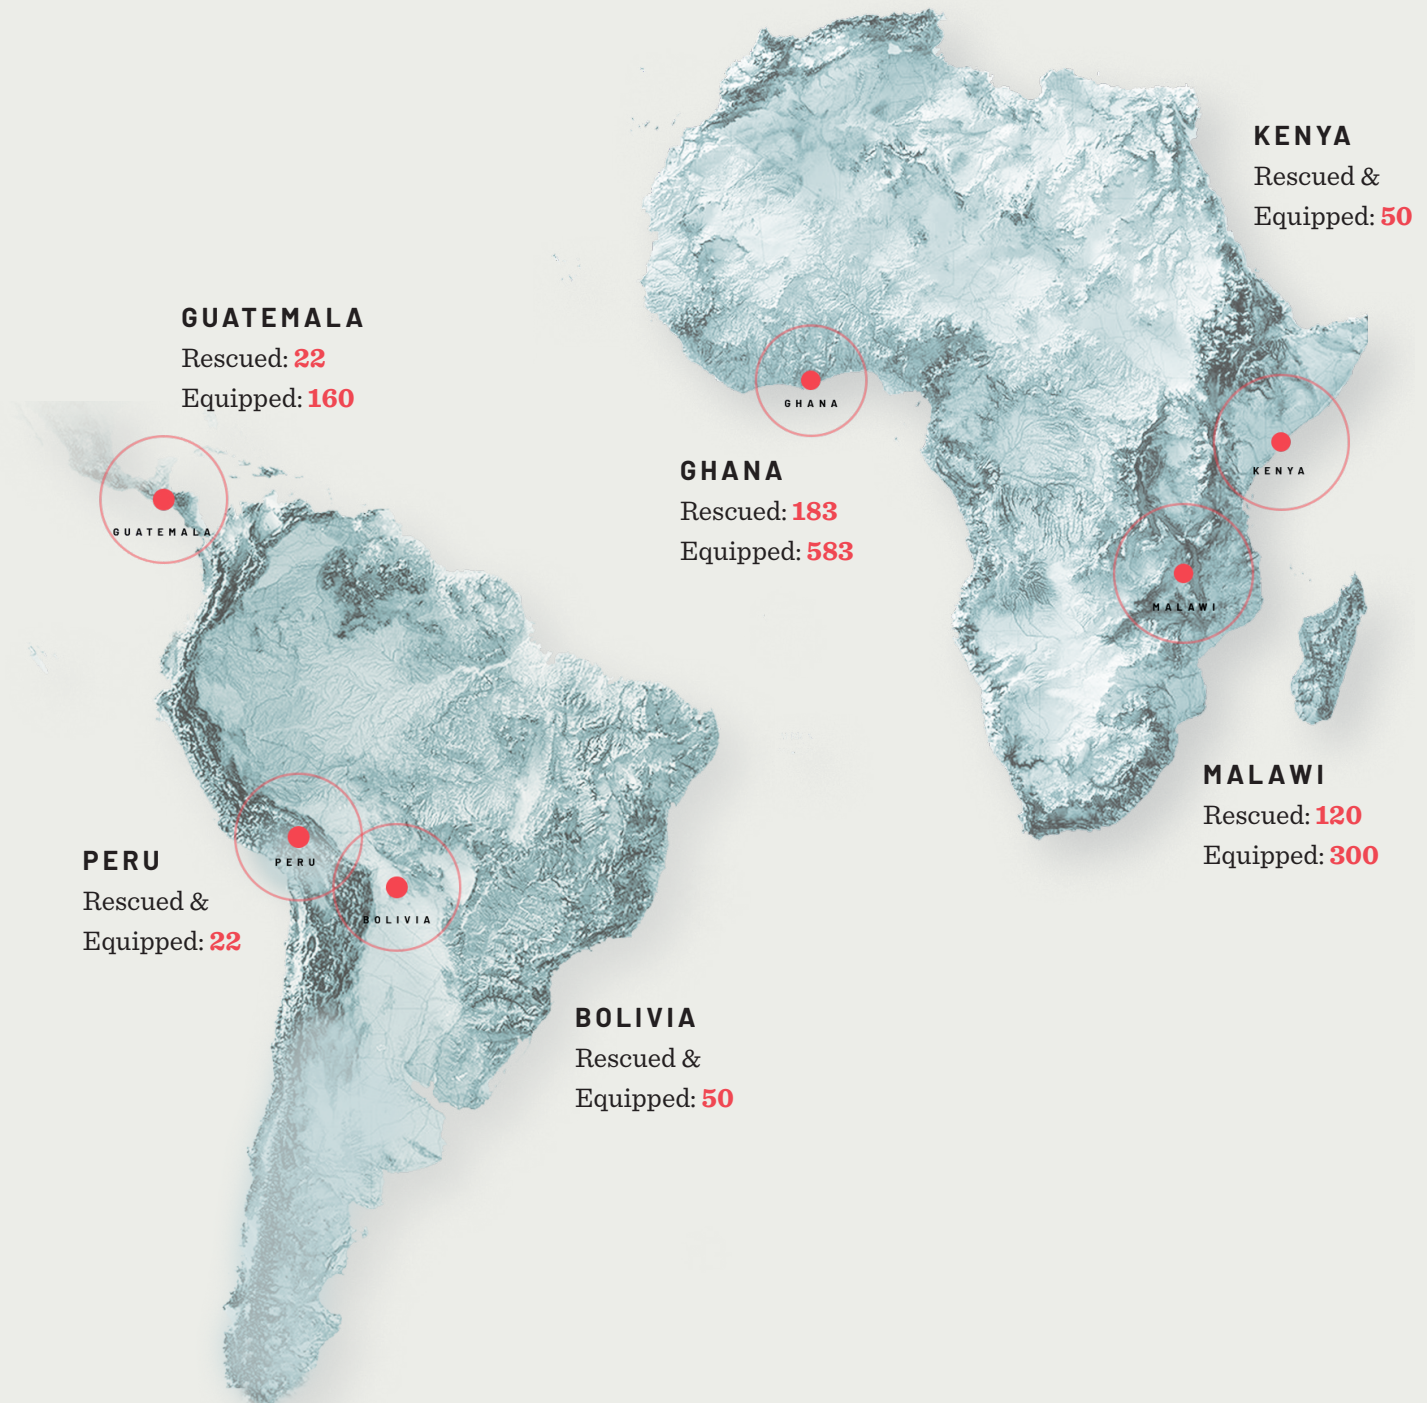 KENYA
Rescued &
Equipped: 50
GUATEMALA
Rescued: 22
Equipped: 160
GHANA
GHANA
Rescued: 183
Equipped: 583
KENYA
GUATEMALA
MALAWI
MALAWI
Rescued: 120
Equipped: 300
PERU
PERU
Rescued &
Equipped: 22
BOLIVIA
BOLIVIA
Rescued &
Equipped: 50